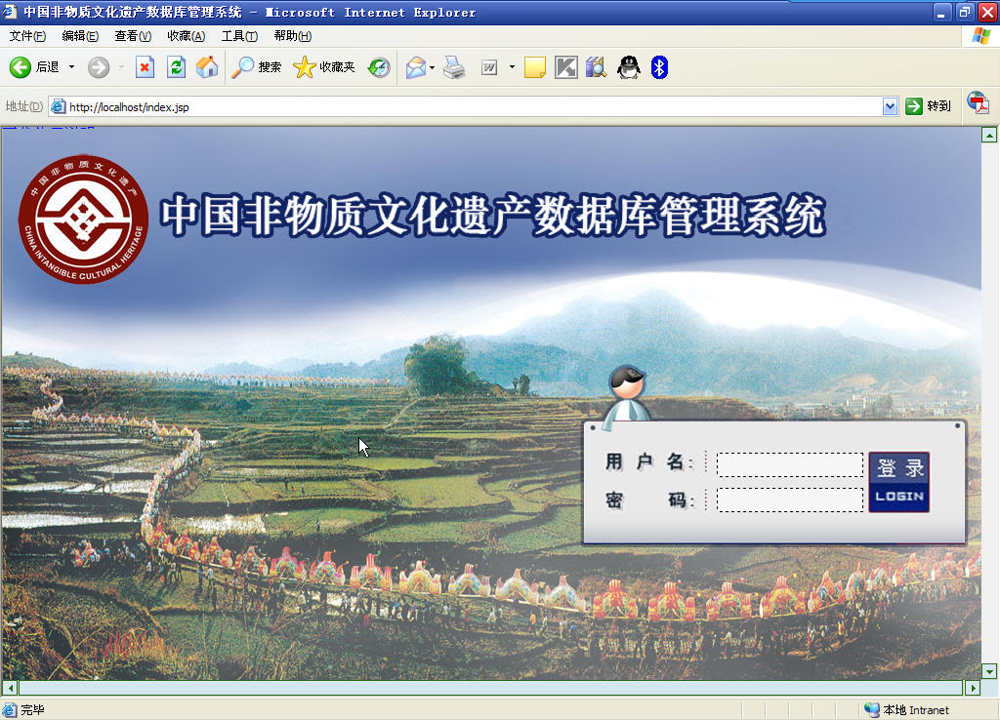 中国非物质文化遗产数据库管理系统 - Microsoft Internet Explorer
文件(F) 编辑(E) 查看(V) 收藏(A) 工具(T) 帮助(H)
后退 搜索 收藏夹
地址(D) http://localhost/index.jsp 转到
中国非物质文化遗产
CHINA INTANGIBLE CULTURAL HERITAGE
中国非物质文化遗产数据库管理系统
用 户 名:
密 码:
登 录
LOGIN
完毕 本地 Intranet